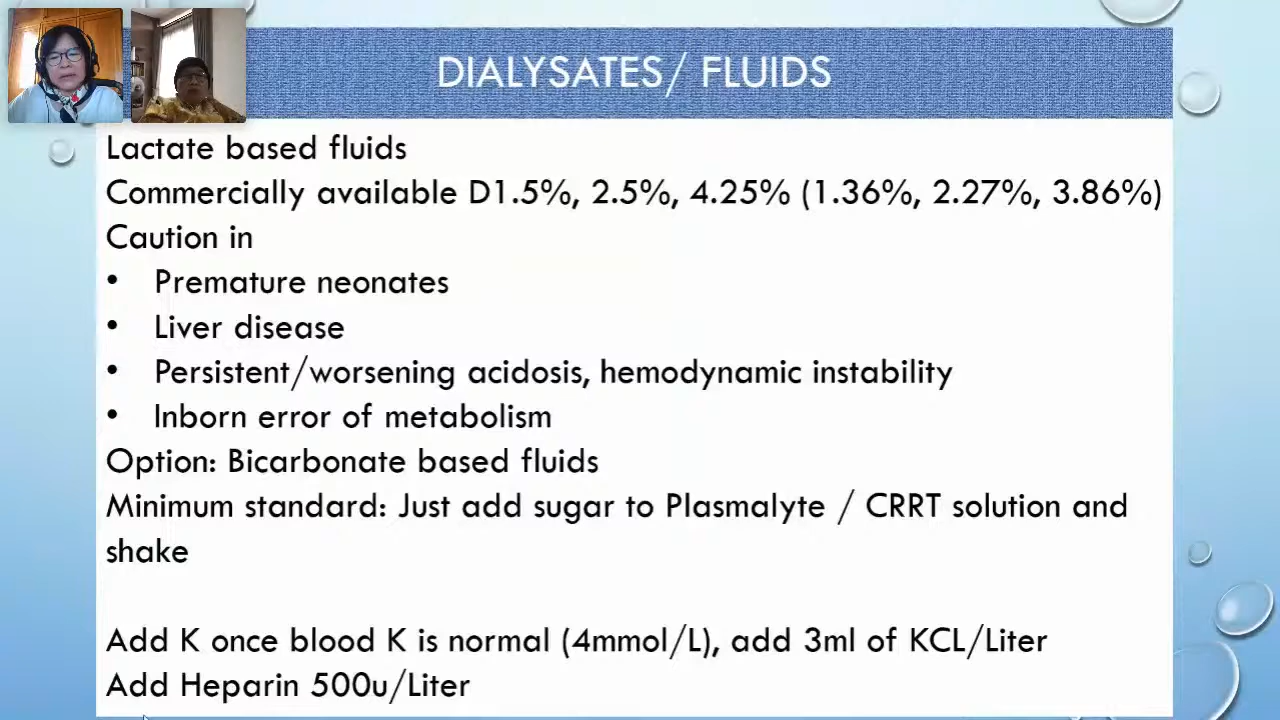 DIALYSATES/ FLUIDS
Lactate based fluids
Commercially available D1.5%, 2.5%, 4.25% (1.36%, 2.27%, 3.86%)
Caution in
• Premature neonates
• Liver disease
• Persistent/worsening acidosis, hemodynamic instability
• Inborn error of metabolism
Option: Bicarbonate based fluids
Minimum standard: Just add sugar to Plasmalyte / CRRT solution and
shake
Add K once blood K is normal (4mmol/L), add 3ml of KCL/Liter
Add Heparin 500u/Liter